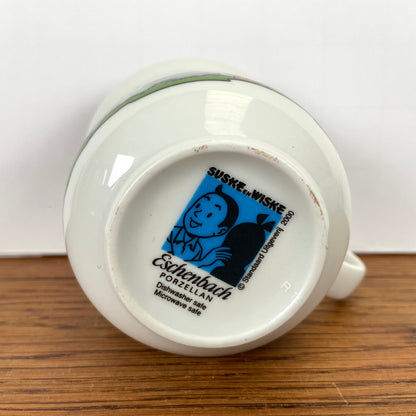 SUSKE en WISKE
© Standaard Uitgeverij 2000
Eschenbach
PORZELLAN
Dishwasher safe
Microwave safe